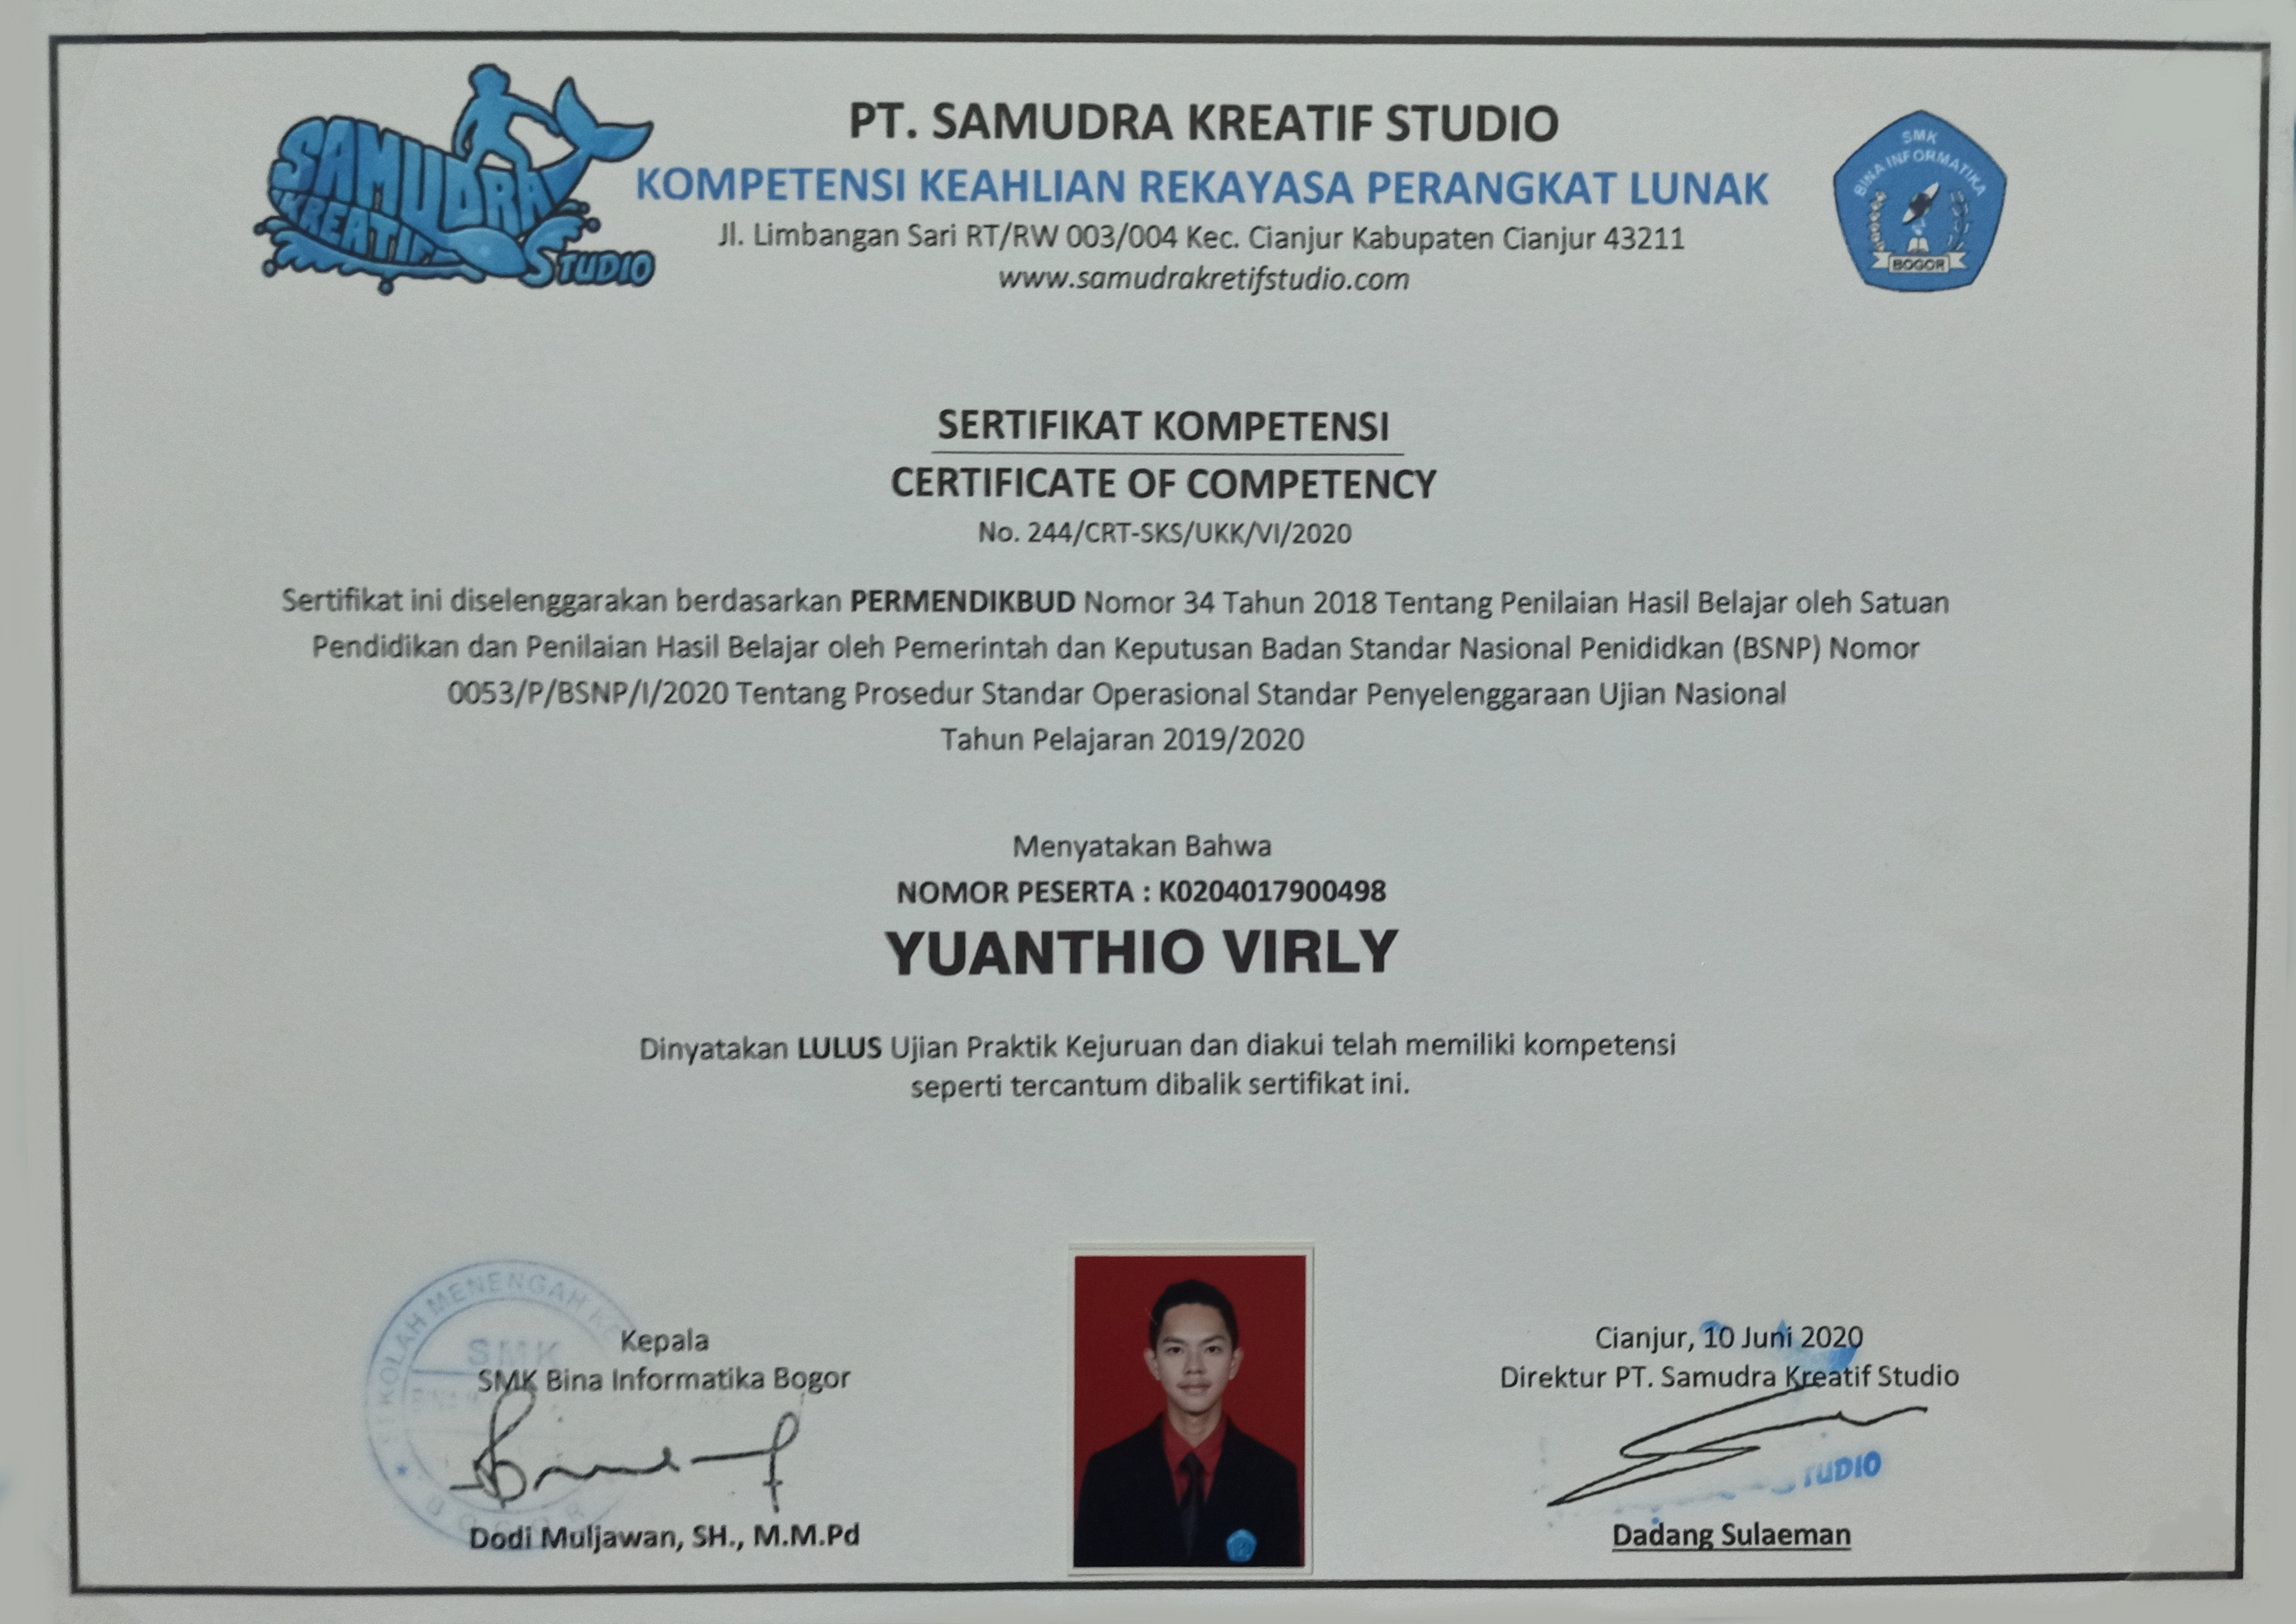 SAMUDRA
KREATIF
STUDIO
PT. SAMUDRA KREATIF STUDIO
KOMPETENSI KEAHLIAN REKAYASA PERANGKAT LUNAK
Jl. Limbangan Sari RT/RW 003/004 Kec. Cianjur Kabupaten Cianjur 43211
www.samudrakretifstudio.com
SMK
BINA INFORMATIKA
BOGOR
SERTIFIKAT KOMPETENSI
CERTIFICATE OF COMPETENCY
No. 244/CRT-SKS/UKK/VI/2020
Sertifikat ini diselenggarakan berdasarkan PERMENDIKBUD Nomor 34 Tahun 2018 Tentang Penilaian Hasil Belajar oleh Satuan
Pendidikan dan Penilaian Hasil Belajar oleh Pemerintah dan Keputusan Badan Standar Nasional Penididkan (BSNP) Nomor
0053/P/BSNP/I/2020 Tentang Prosedur Standar Operasional Standar Penyelenggaraan Ujian Nasional
Tahun Pelajaran 2019/2020
Menyatakan Bahwa
NOMOR PESERTA : K0204017900498
YUANTHIO VIRLY
Dinyatakan LULUS Ujian Praktik Kejuruan dan diakui telah memiliki kompetensi
seperti tercantum dibalik sertifikat ini.
MENENGAH
SMK
BOGOR
Kepala
SMK Bina Informatika Bogor
Dodi Muljawan, SH., M.M.Pd
Cianjur, 10 Juni 2020
Direktur PT. Samudra Kreatif Studio
TUDIO
Dadang Sulaeman